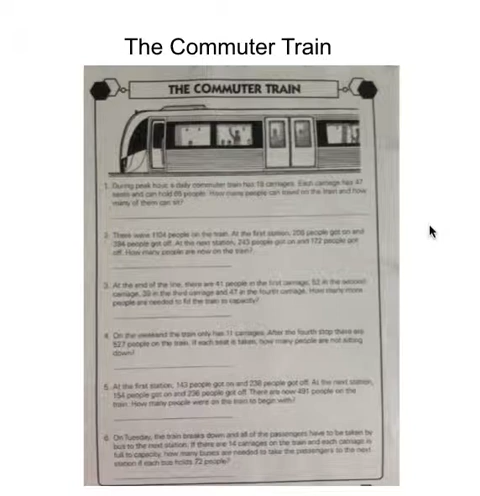 The Commuter Train
THE COMMUTER TRAIN
1. During peak hour, a daily commuter train has carriages. Each carriage has 47
seats and can hold people. How many people can travel on the train and how
many of them can sit?
2. There were 1104 people on the train. At the first station, people got on and
people got off. At the next station, 243 people got on and 172 people got
off. How many people are now on the train?
3. At the end of the line, there are 41 people in the first carriage, 52 in the second
carriage, 39 in the third carriage and 47 in the fourth carriage. How many more
people are needed to fill the train to capacity?
4. On the weekend the train only has 11 carriages. After the fourth stop there are
527 people on the train. If each seat is taken, how many people are not sitting
down?
5. At the first station, 143 people got on and people got off. At the next station,
154 people got on and 236 people got off. There are now 491 people on the
train. How many people were on the train to begin with?
6. On Tuesday, the train breaks down and all of the passengers have to be taken by
bus to the next station. If there are 14 carriages on the train and each carriage is
full to capacity, how many buses are needed to take the passengers to the next
station if each bus holds 72 people?